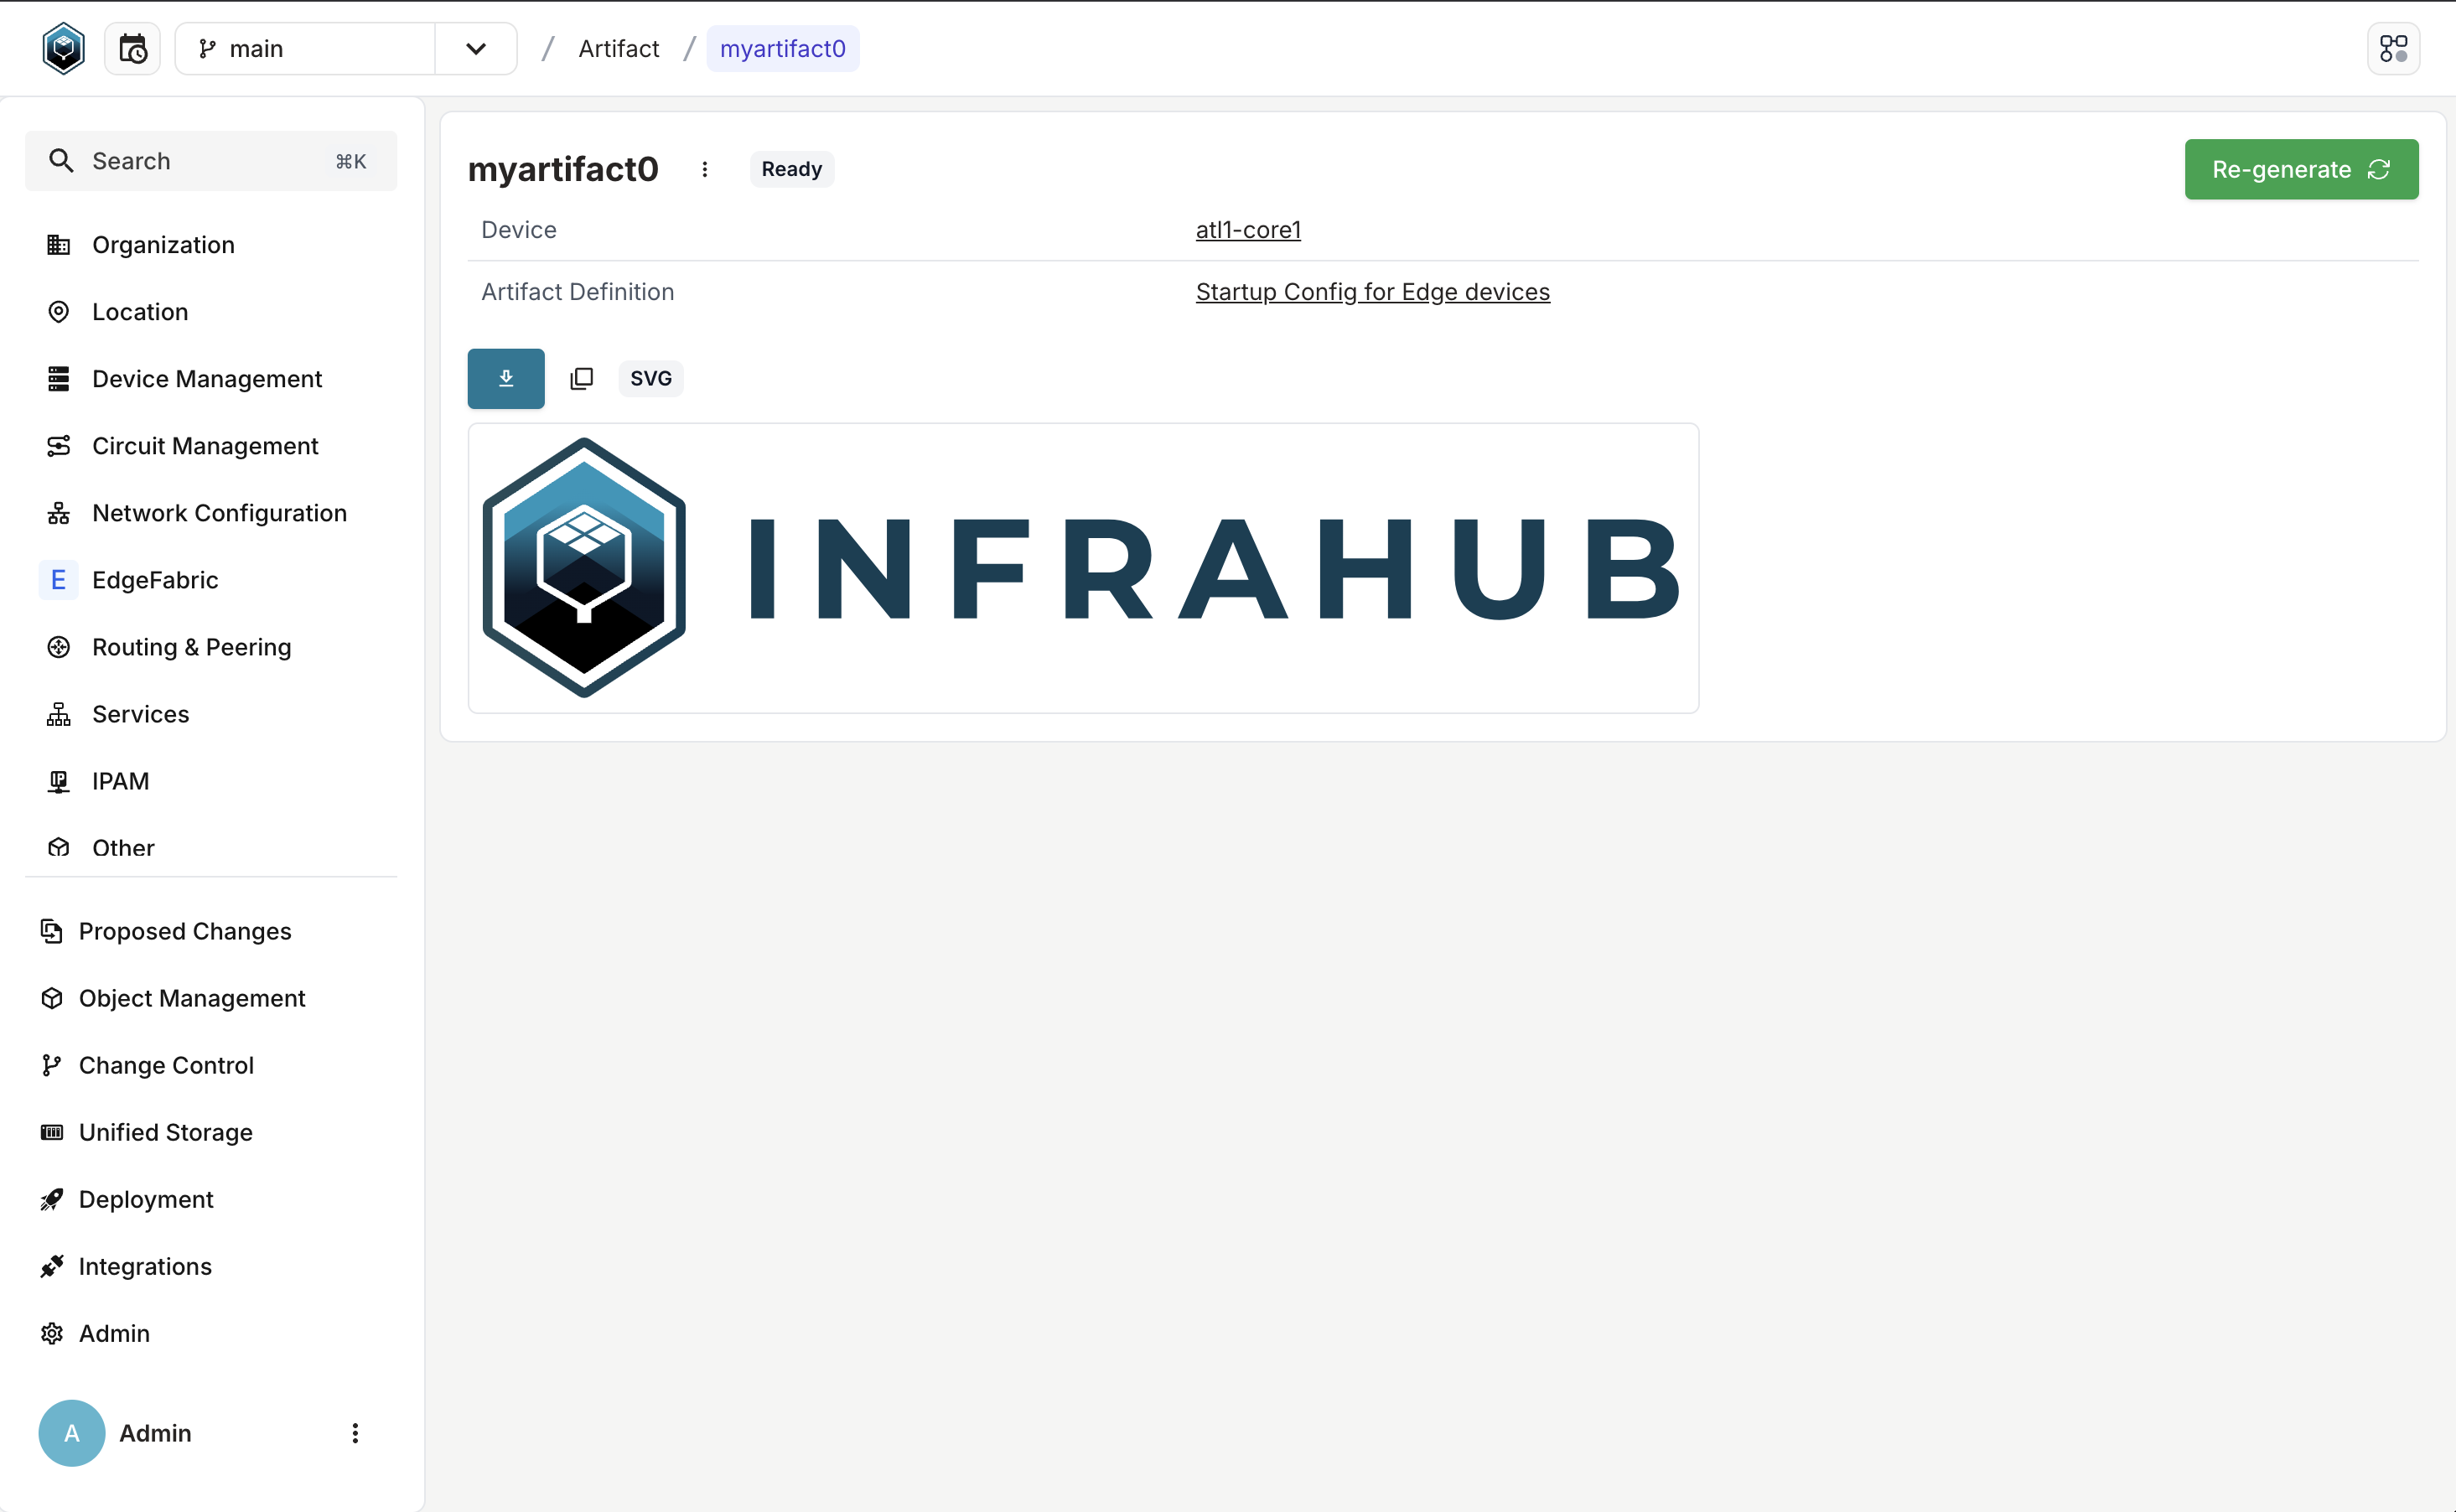 main
/
Artifact
/
myartifact0
Search
⌘K
Organization
Location
Device Management
Circuit Management
Network Configuration
E
EdgeFabric
Routing & Peering
Services
IPAM
Other
Proposed Changes
Object Management
Change Control
Unified Storage
Deployment
Integrations
Admin
A
Admin
myartifact0
Ready
Re-generate
Device
atl1-core1
Artifact Definition
Startup Config for Edge devices
SVG
INFRAHUB